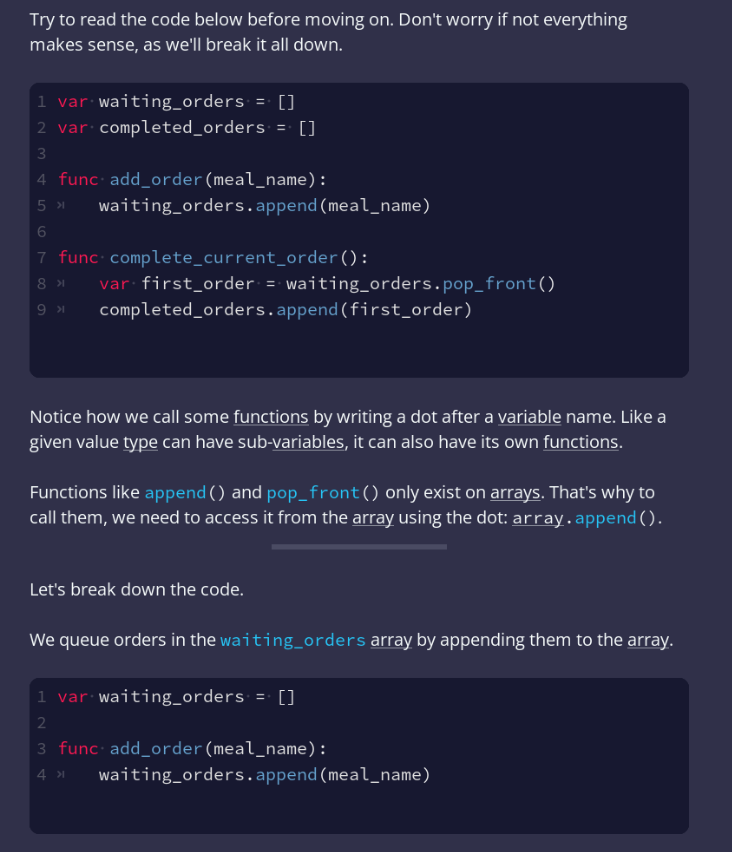 Try to read the code below before moving on. Don't worry if not everything
makes sense, as we'll break it all down.
1 var waiting_orders = []
2 var completed_orders = []
3
4 func add_order(meal_name):
5 waiting_orders.append(meal_name)
6
7 func complete_current_order():
8 var first_order = waiting_orders.pop_front()
9 completed_orders.append(first_order)
Notice how we call some functions by writing a dot after a variable name. Like a
given value type can have sub-variables, it can also have its own functions.
Functions like append() and pop_front() only exist on arrays. That's why to
call them, we need to access it from the array using the dot: array.append().
Let's break down the code.
We queue orders in the waiting_orders array by appending them to the array.
1 var waiting_orders = []
2
3 func add_order(meal_name):
4 waiting_orders.append(meal_name)